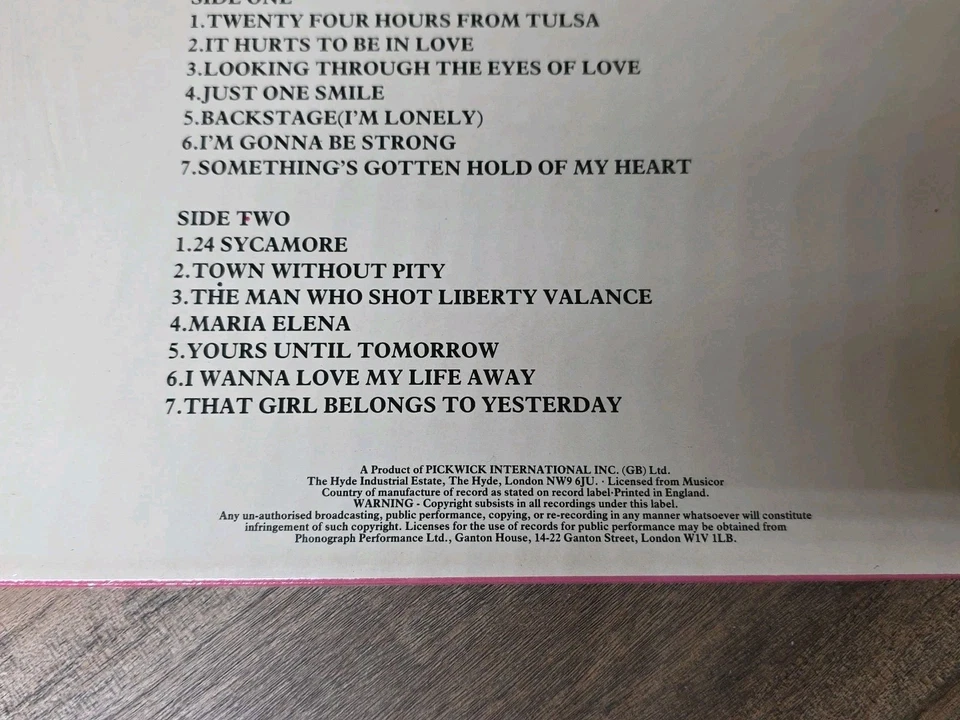 SIDE ONE
1.TWENTY FOUR HOURS FROM TULSA
2.IT HURTS TO BE IN LOVE
3.LOOKING THROUGH THE EYES OF LOVE
4.JUST ONE SMILE
5.BACKSTAGE(I'M LONELY)
6.I'M GONNA BE STRONG
7.SOMETHING'S GOTTEN HOLD OF MY HEART
SIDE TWO
1.24 SYCAMORE
2.TOWN WITHOUT PITY
3.THE MAN WHO SHOT LIBERTY VALANCE
4.MARIA ELENA
5.YOURS UNTIL TOMORROW
6.I WANNA LOVE MY LIFE AWAY
7.THAT GIRL BELONGS TO YESTERDAY
A Product of PICKWICK INTERNATIONAL INC. (GB) Ltd.
The Hyde Industrial Estate, The Hyde, London NW9 6JU. · Licensed from Musicor
Country of manufacture of record as stated on record label·Printed in England.
WARNING - Copyright subsists in all recordings under this label.
Any un-authorised broadcasting, public performance, copying, or re-recording in any manner whatsoever will constitute
infringement of such copyright. Licenses for the use of records for public performance may be obtained from
Phonograph Performance Ltd., Ganton House, 14-22 Ganton Street, London W1V 1LB.